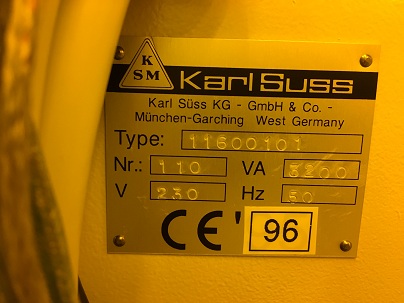 K
SM
Karl Suss
Karl Süss KG - GmbH & Co. -
München-Garching West Germany
Type: 11600101
Nr.: 110 VA 3200
V 230 Hz 50
CE' 96